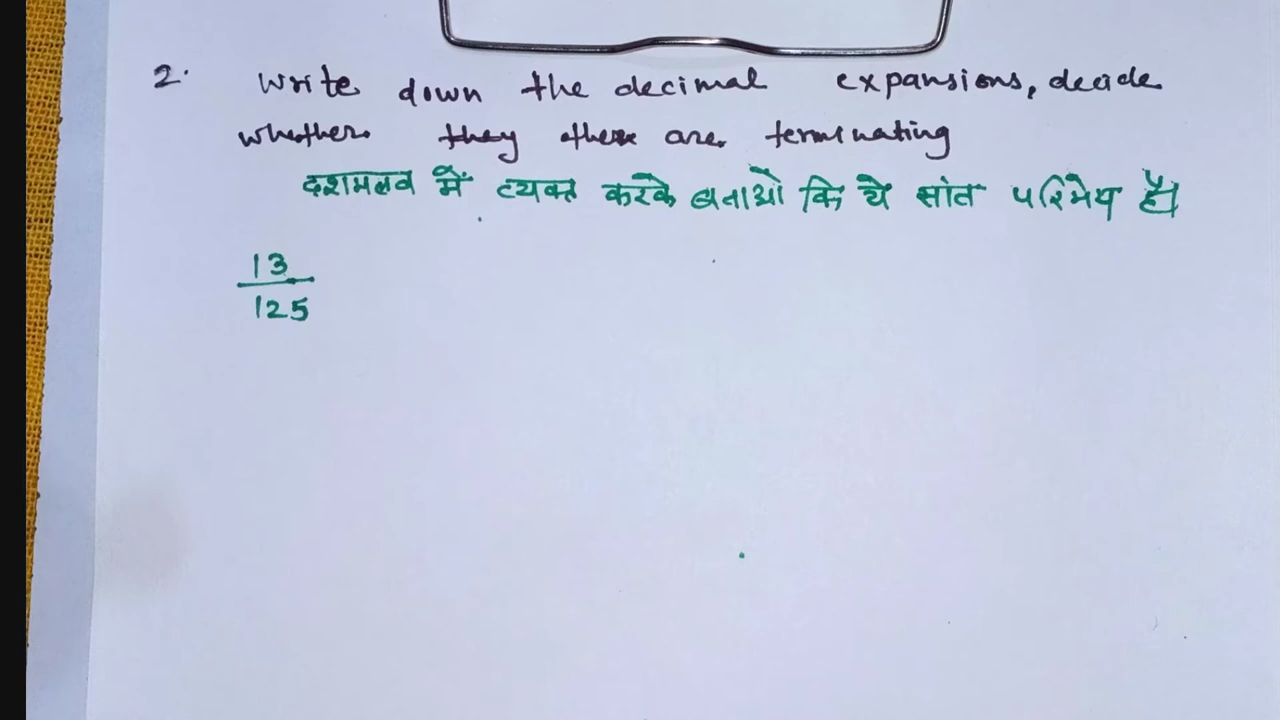 2. Write down the decimal expansions, decide
whether they these are terminating
दशमलव में व्यक्त करके बताओ कि ये सांत परिमेय है।
13
125